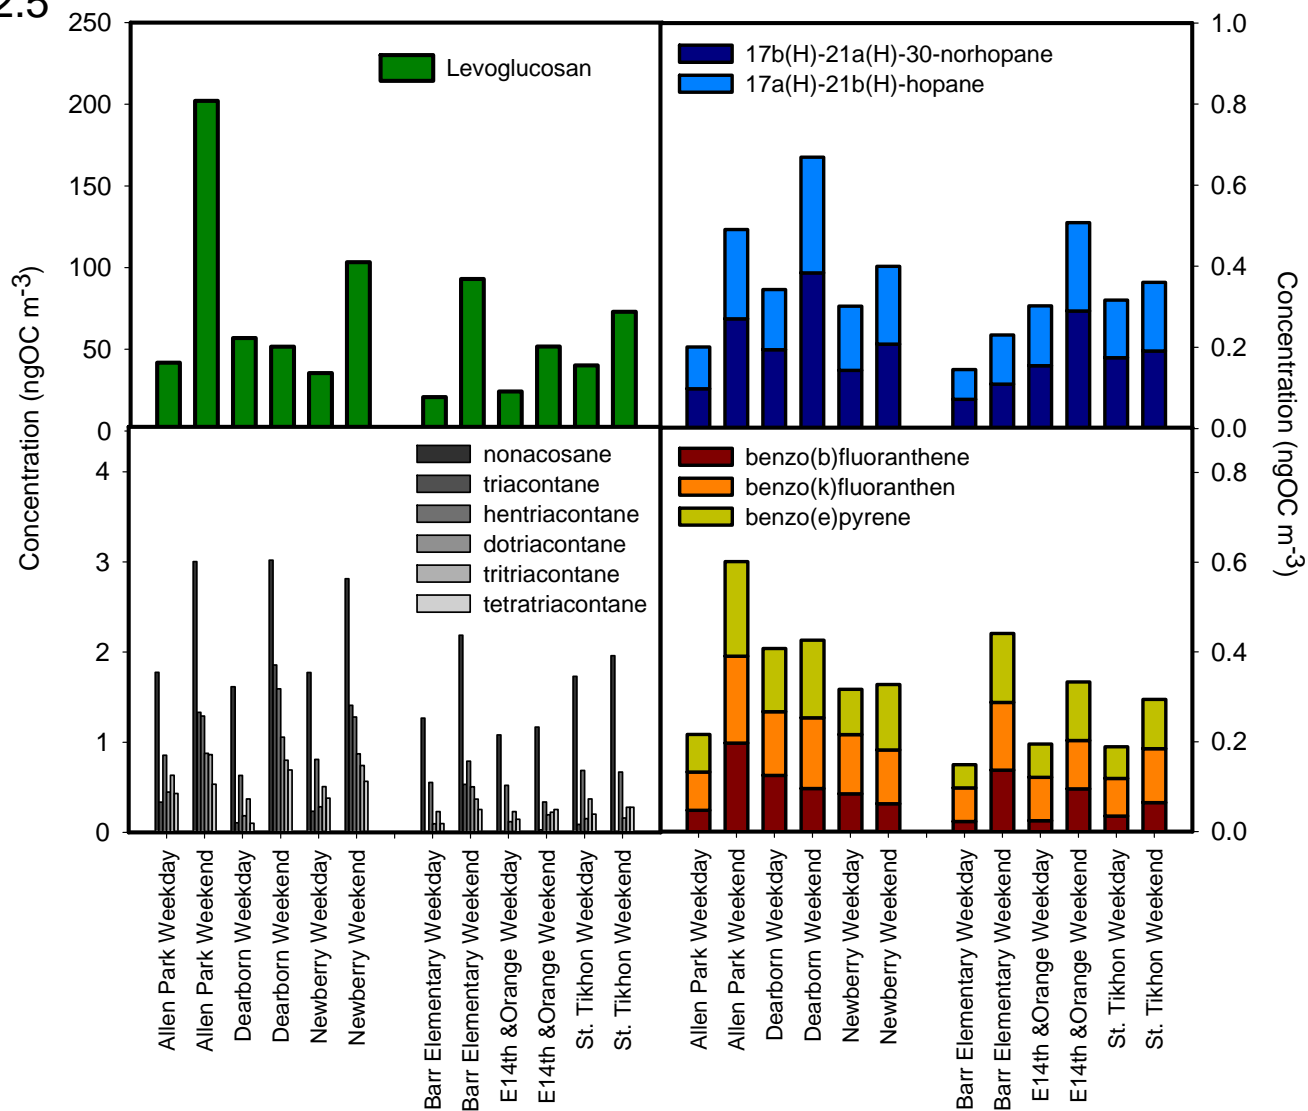 2.5
250
200
150
100
50
0
4
3
2
1
0
Concentration (ngOC m-3)
Levoglucosan
17b(H)-21a(H)-30-norhopane
17a(H)-21b(H)-hopane
1.0
0.8
0.6
0.4
0.2
0.0
0.8
0.6
0.4
0.2
0.0
Concentration (ngOC m-3)
nonacosane
triacontane
hentriacontane
dotriacontane
tritriacontane
tetratriacontane
benzo(b)fluoranthene
benzo(k)fluoranthen
benzo(e)pyrene
Allen Park Weekday
Allen Park Weekend
Dearborn Weekday
Dearborn Weekend
Newberry Weekday
Newberry Weekend
Barr Elementary Weekday
Barr Elementary Weekend
E14th &Orange Weekday
E14th &Orange Weekend
St. Tikhon Weekday
St. Tikhon Weekend
Allen Park Weekday
Allen Park Weekend
Dearborn Weekday
Dearborn Weekend
Newberry Weekday
Newberry Weekend
Barr Elementary Weekday
Barr Elementary Weekend
E14th &Orange Weekday
E14th &Orange Weekend
St. Tikhon Weekday
St. Tikhon Weekend